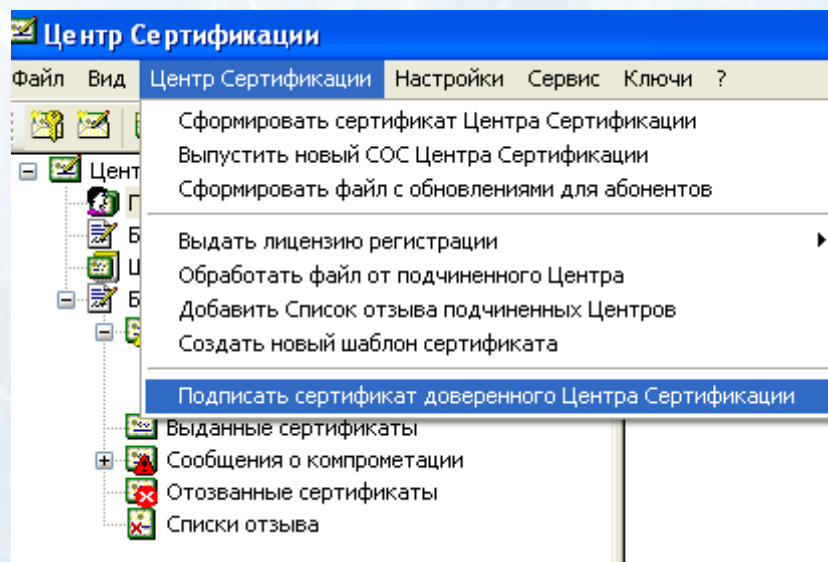 Центр Сертификации
Файл Вид Центр Сертификации Настройки Сервис Ключи ?
Сформировать сертификат Центра Сертификации
Выпустить новый СОС Центра Сертификации
Сформировать файл с обновлениями для абонентов
Выдать лицензию регистрации
Обработать файл от подчиненного Центра
Добавить Список отзыва подчиненных Центров
Создать новый шаблон сертификата
Подписать сертификат доверенного Центра Сертификации
Выданные сертификаты
Сообщения о компрометации
Отозванные сертификаты
Списки отзыва